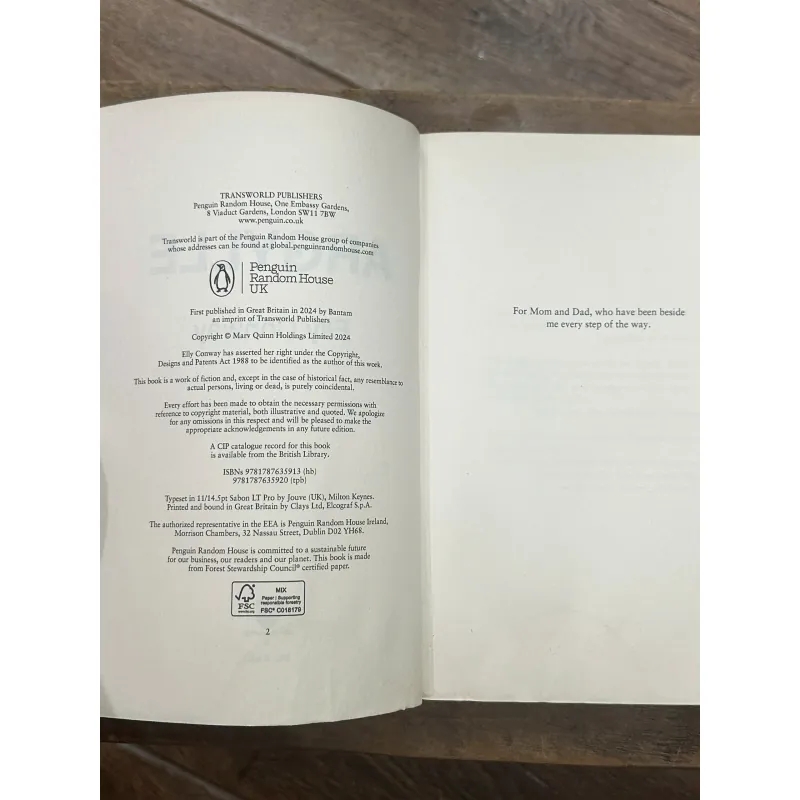 TRANSWORLD PUBLISHERS
Penguin Random House, One Embassy Gardens,
8 Viaduct Gardens, London SW11 7BW
www.penguin.co.uk
Transworld is part of the Penguin Random House group of companies
whose addresses can be found at global.penguinrandomhouse.com
Penguin
Random House
UK
First published in Great Britain in 2024 by Bantam
an imprint of Transworld Publishers
Copyright © Marv Quinn Holdings Limited 2024
Elly Conway has asserted her right under the Copyright,
Designs and Patents Act 1988 to be identified as the author of this work.
This book is a work of fiction and, except in the case of historical fact, any resemblance to
actual persons, living or dead, is purely coincidental.
Every effort has been made to obtain the necessary permissions with
reference to copyright material, both illustrative and quoted. We apologize
for any omissions in this respect and will be pleased to make the
appropriate acknowledgements in any future edition.
A CIP catalogue record for this book
is available from the British Library.
ISBNs 9781787635913 (hb)
9781787635920 (tpb)
Typeset in 11/14.5pt Sabon LT Pro by Jouve (UK), Milton Keynes.
Printed and bound in Great Britain by Clays Ltd, Elcograf S.p.A.
The authorized representative in the EEA is Penguin Random House Ireland,
Morrison Chambers, 32 Nassau Street, Dublin D02 YH68.
Penguin Random House is committed to a sustainable future
for our business, our readers and our planet. This book is made
from Forest Stewardship Council® certified paper.
FSC
MIX
Paper | Supporting
responsible forestry
FSC® C018179
2
For Mom and Dad, who have been beside
me every step of the way.